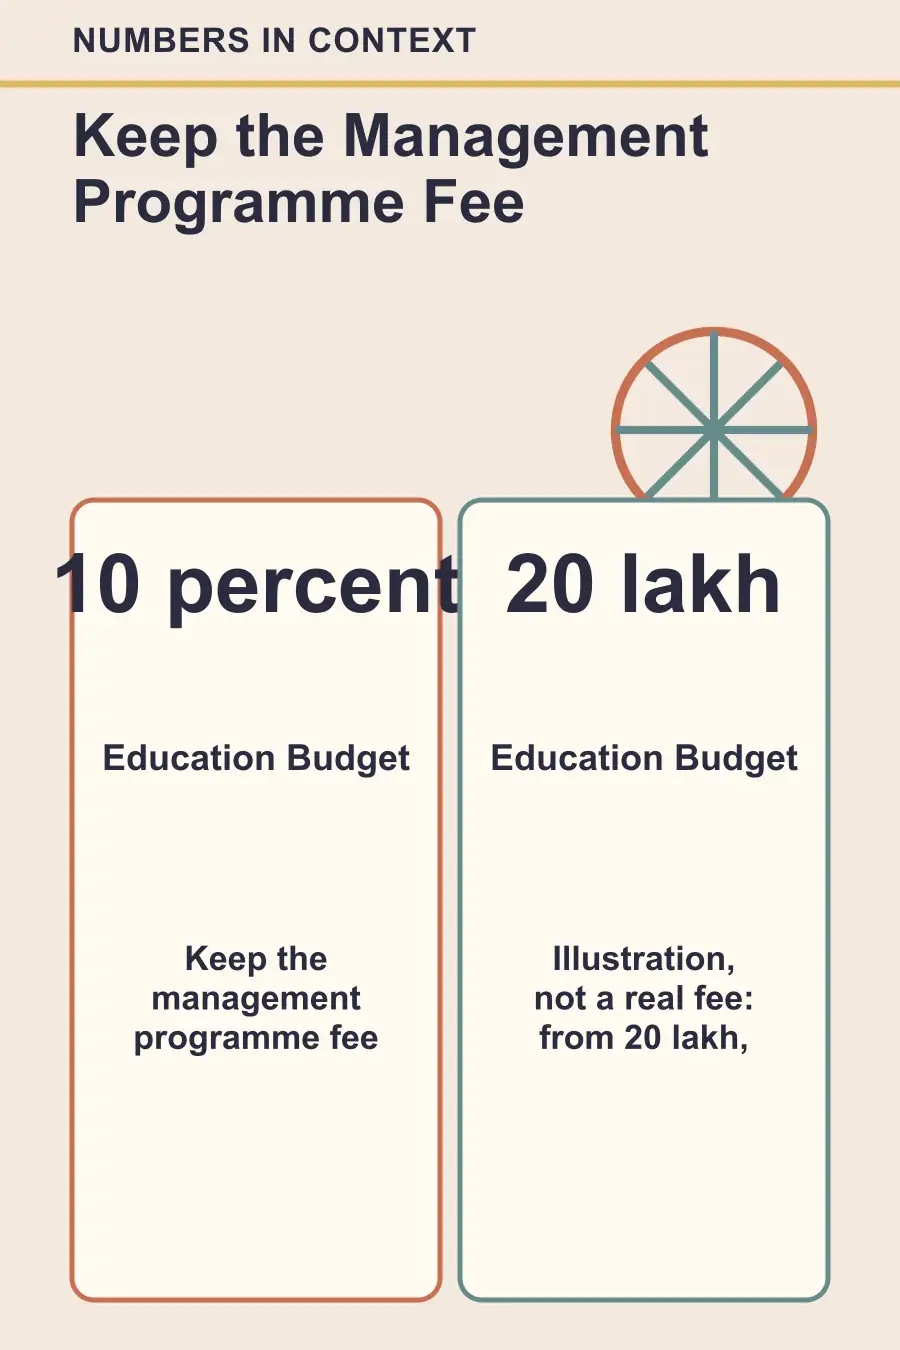 NUMBERS IN CONTEXT
Keep the Management
Programme Fee
10 percent
Education Budget
Keep the
management
programme fee
20 lakh
Education Budget
Illustration,
not a real fee:
from 20 lakh,